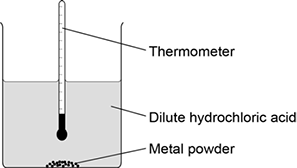 Thermometer
Dilute hydrochloric acid
Metal powder